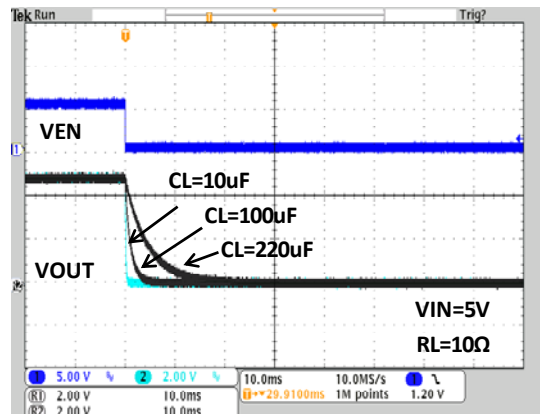 Tek Run Trig?
T
T
VEN
1
CL=10uF
CL=100uF
CL=220uF
VOUT
2
VIN=5V
RL=10Ω
1 5.00 V 2 2.00 V
10.0ms 10.0MS/s 1
T→▾29.9100ms 1M points 1.20 V
R1 2.00 V 10.0ms
R2 2.00 V 10.0ms